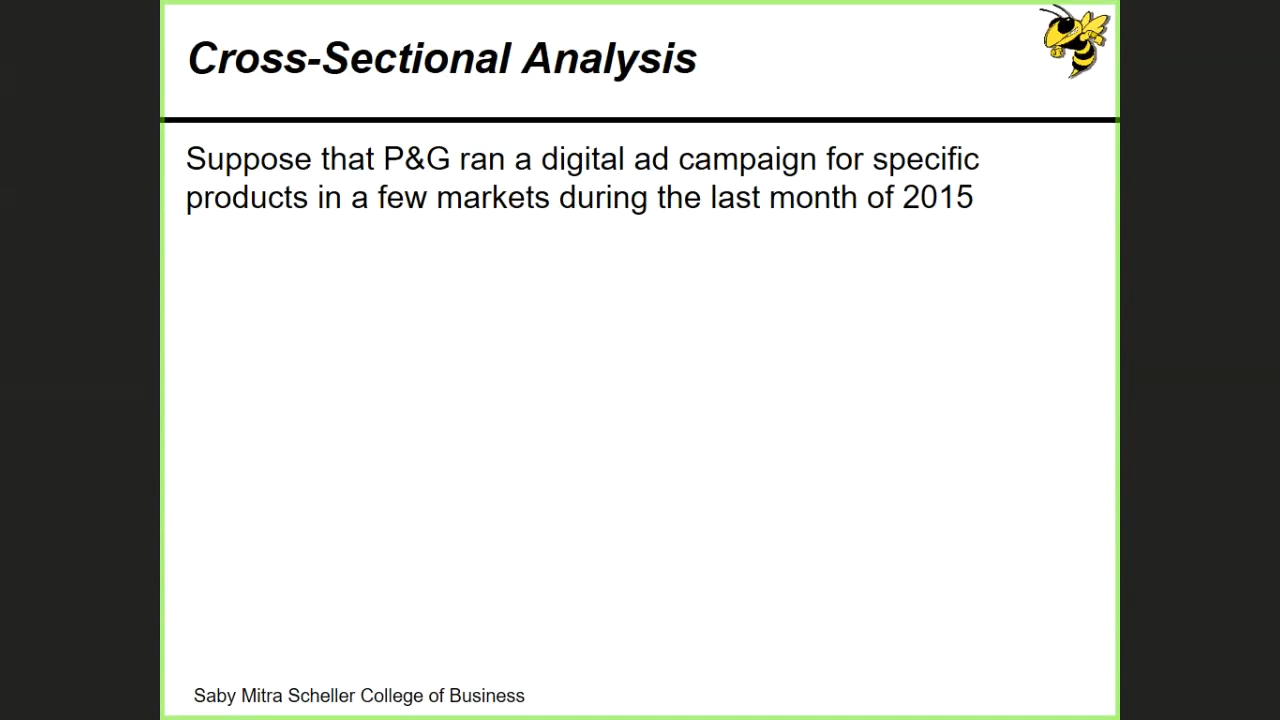 Cross-Sectional Analysis
Suppose that P&G ran a digital ad campaign for specific
products in a few markets during the last month of 2015
Saby Mitra Scheller College of Business